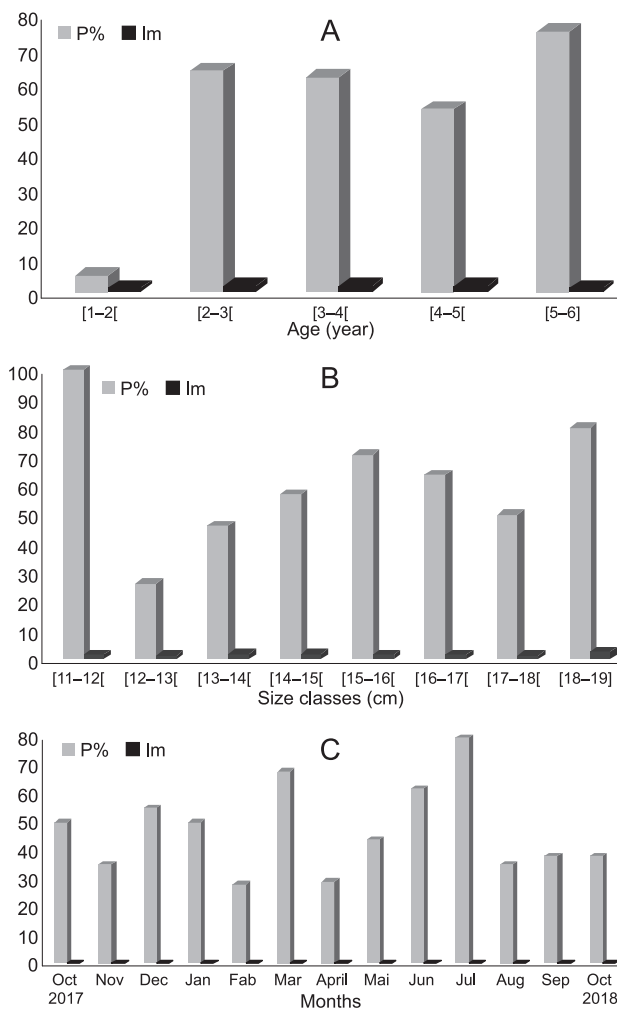 80
70
60
50
40
30
20
10
0
P% Im
A
[1–2[ [2–3[ [3–4[ [4–5[ [5–6]
Age (year)
100
90
80
70
60
50
40
30
20
10
0
P% Im
B
[11–12[ [12–13[ [13–14[ [14–15[ [15–16[ [16–17[ [17–18[ [18–19]
Size classes (cm)
80
70
60
50
40
30
20
10
0
P% Im
C
Oct Nov Dec Jan Fab Mar April Mai Jun Jul Aug Sep Oct
2017 2018
Months